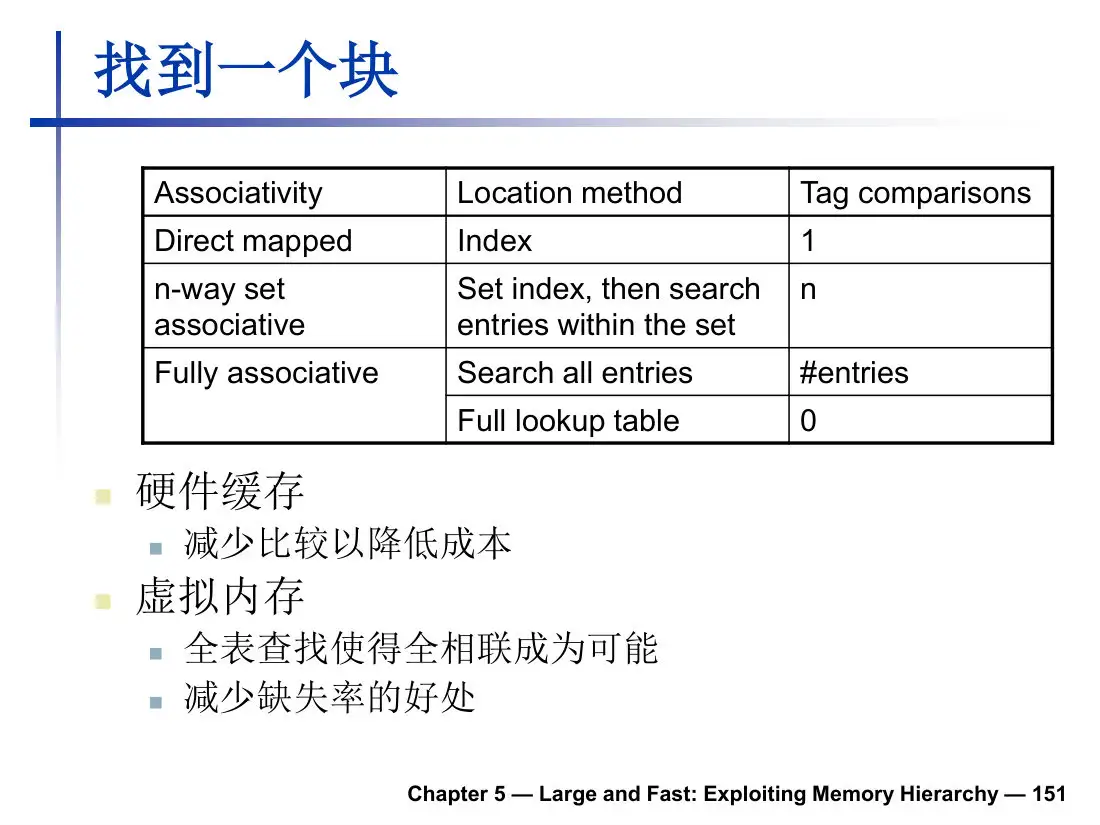 找到一个块
Associativity Location method Tag comparisons
Direct mapped Index 1
n-way set associative Set index, then search entries within the set n
Fully associative Search all entries #entries
Full lookup table 0
硬件缓存
减少比较以降低成本
虚拟内存
全表查找使得全相联成为可能
减少缺失率的好处
Chapter 5 — Large and Fast: Exploiting Memory Hierarchy — 151